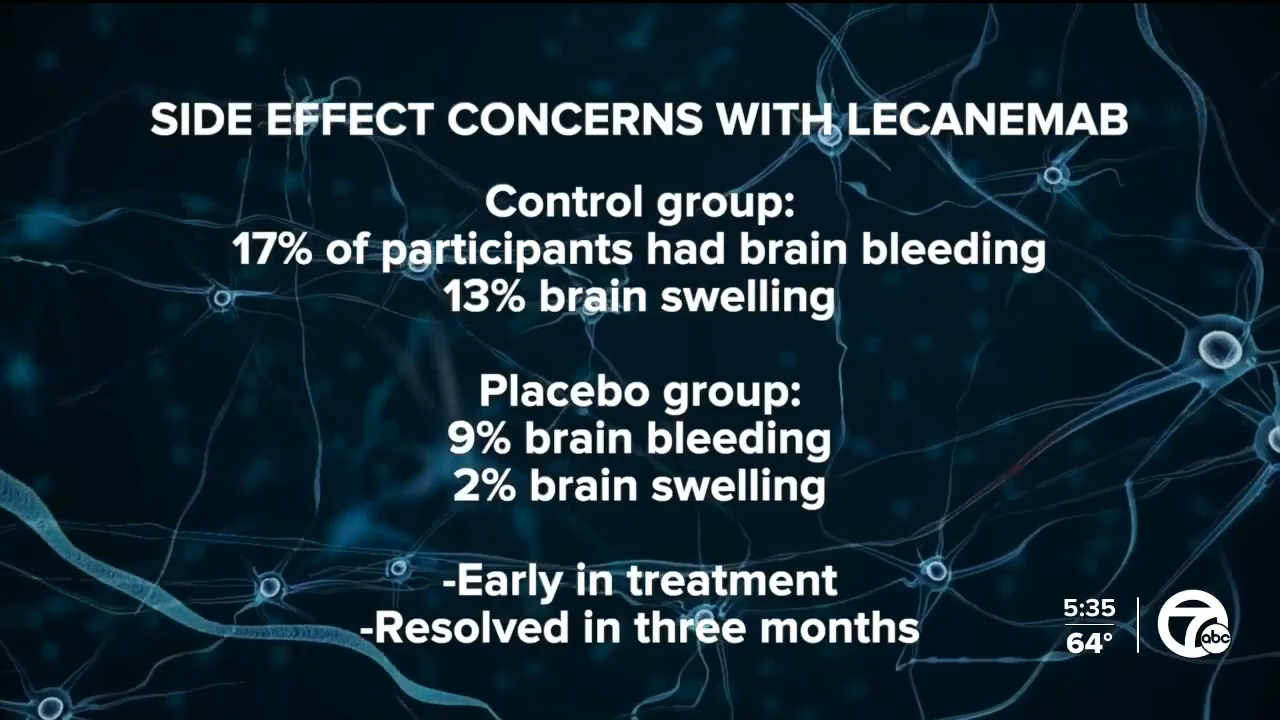 SIDE EFFECT CONCERNS WITH LECANEMAB
Control group:
17% of participants had brain bleeding
13% brain swelling
Placebo group:
9% brain bleeding
2% brain swelling
-Early in treatment
-Resolved in three months
5:35
64°
7
abc